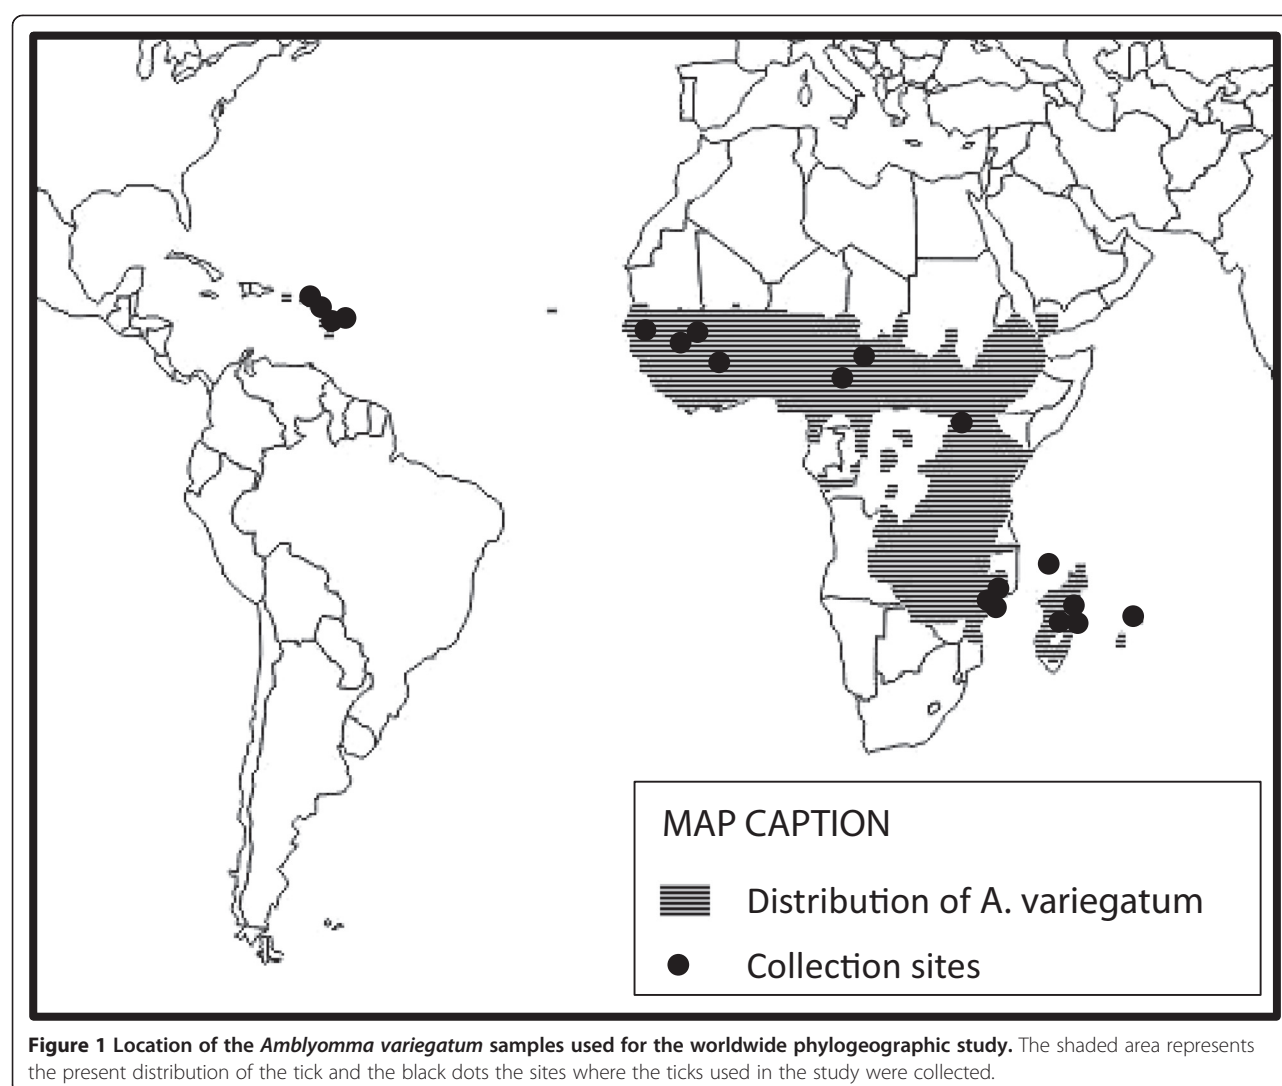 MAP CAPTION
Distribution of A. variegatum
Collection sites
Figure 1 Location of the Amblyomma variegatum samples used for the worldwide phylogeographic study. The shaded area represents
the present distribution of the tick and the black dots the sites where the ticks used in the study were collected.